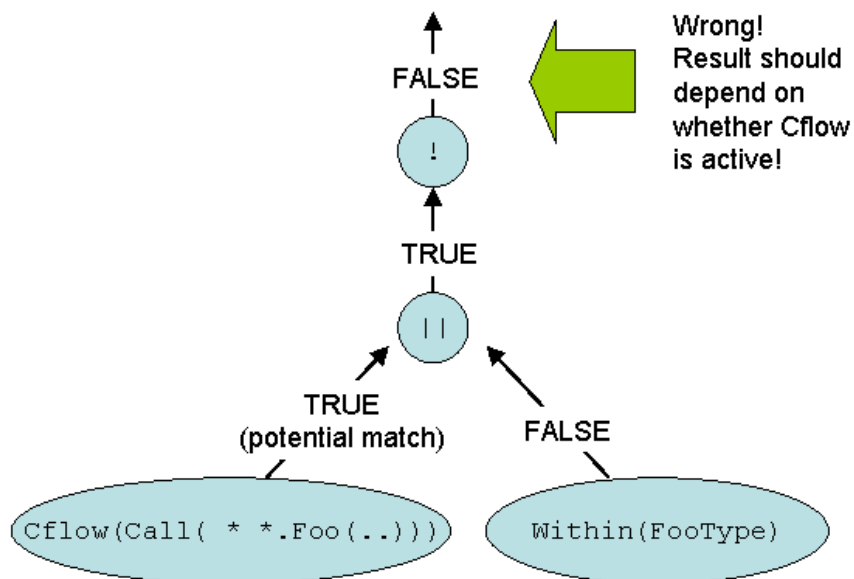 Wrong!
Result should
depend on
whether Cflow
is active!
FALSE
!
TRUE
||
TRUE
(potential match)
FALSE
Cflow(Call( * *.Foo(..)))
Within(FooType)